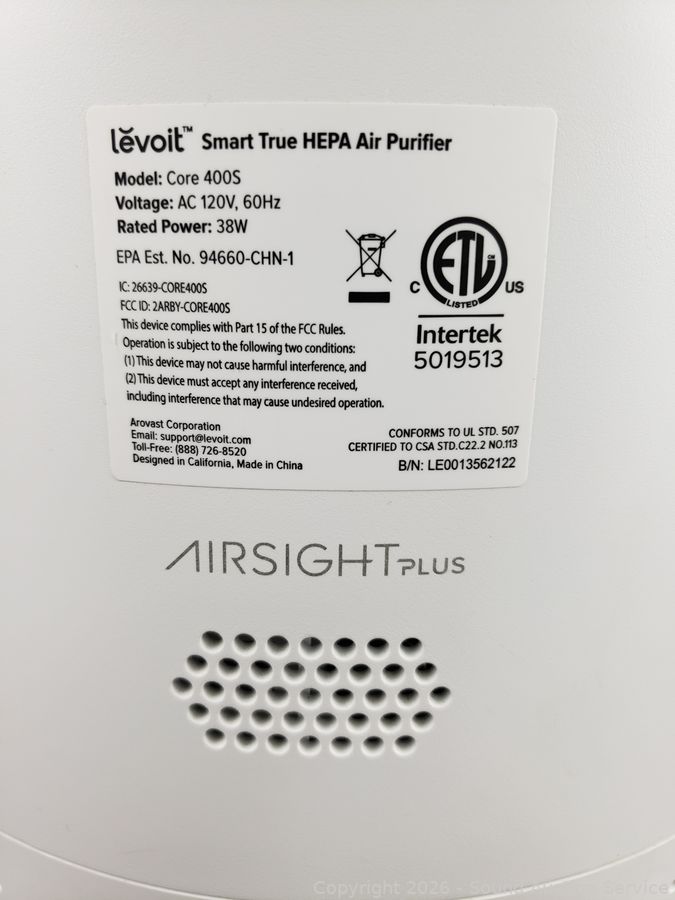 levoit™ Smart True HEPA Air Purifier
Model: Core 400S
Voltage: AC 120V, 60Hz
Rated Power: 38W
EPA Est. No. 94660-CHN-1
IC: 26639-CORE400S
FCC ID: 2ARBY-CORE400S
This device complies with Part 15 of the FCC Rules.
Operation is subject to the following two conditions:
(1) This device may not cause harmful interference, and
(2) This device must accept any interference received,
including interference that may cause undesired operation.
Arovast Corporation
Email: support@levoit.com
Toll-Free: (888) 726-8520
Designed in California, Made in China
ETL CM
C US
LISTED
Intertek
5019513
CONFORMS TO UL STD. 507
CERTIFIED TO CSA STD.C22.2 NO.113
B/N: LE0013562122
AIRSIGHT PLUS
Copyright 2026 - Service